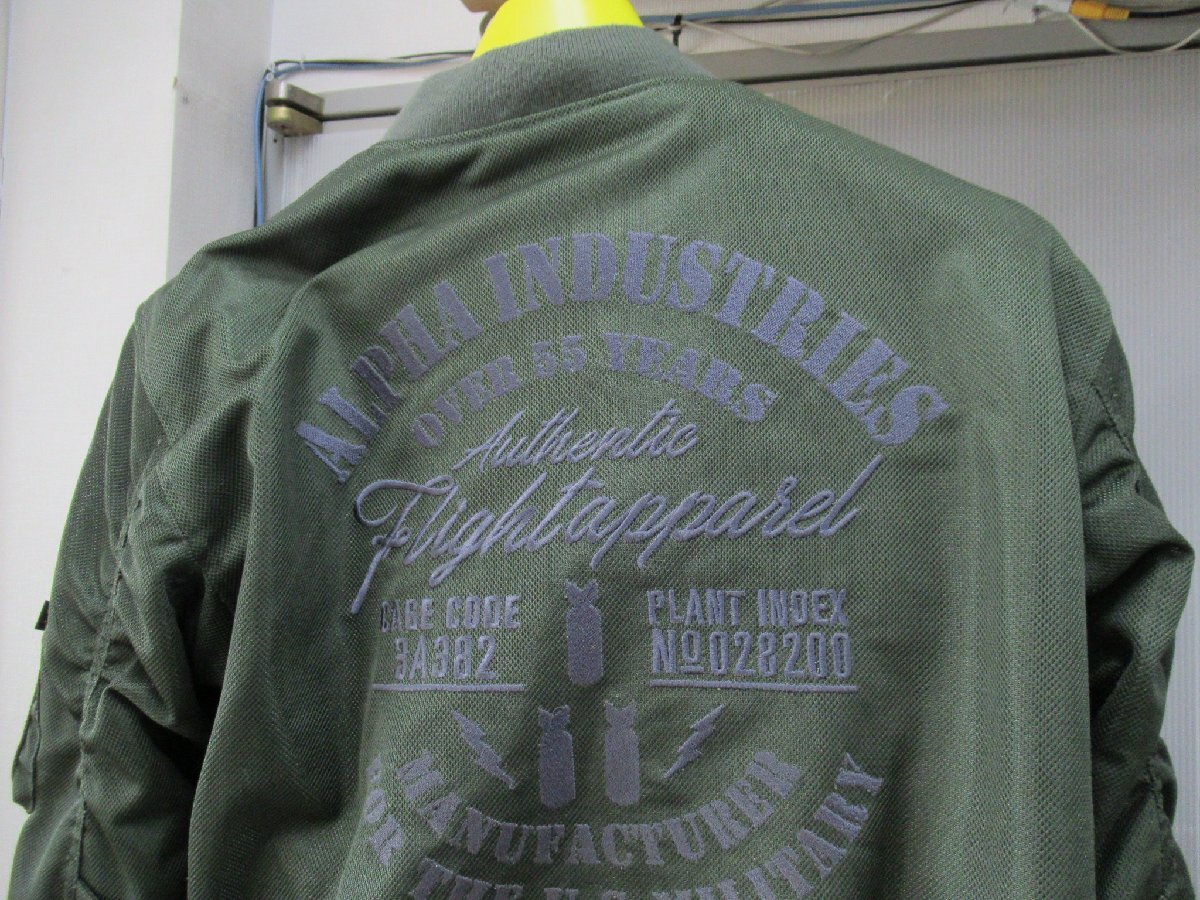 ALPHA INDUSTRIES
OVER 55 YEARS
Authentic
Flightapparel
CAGE CODE
3A382
PLANT INDEX
No028200
MANUFACTURER
FOR THE U.S. MILITARY